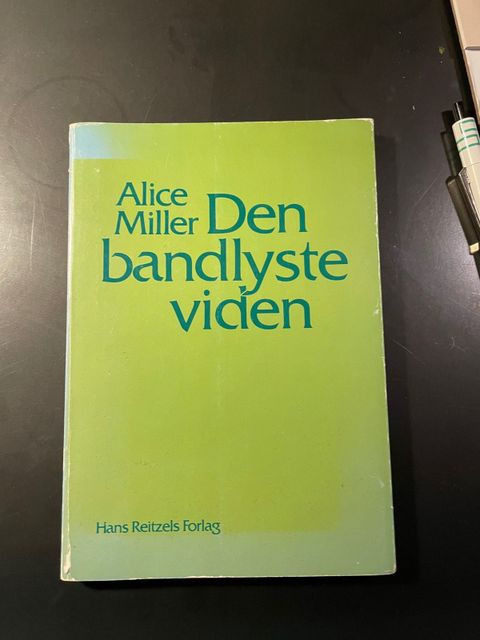 Alice
Miller Den
bandlyste
viden
Hans Reitzels Forlag